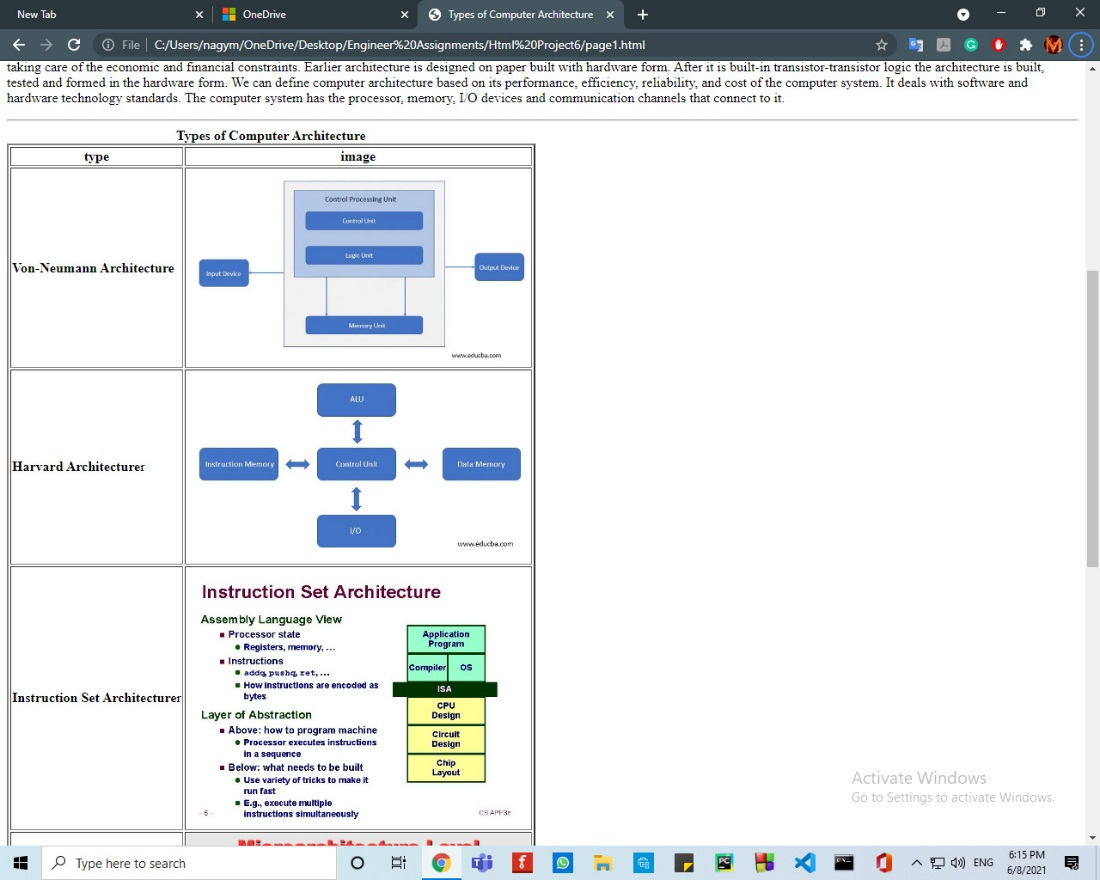 New Tab
OneDrive
Types of Computer Architecture
File
C:/Users/nagym/OneDrive/Desktop/Engineer%20Assignments/Html%20Project6/page1.html
taking care of the economic and financial constraints. Earlier architecture is designed on paper built with hardware form. After it is built-in transistor-transistor logic the architecture is built,
tested and formed in the hardware form. We can define computer architecture based on its performance, efficiency, reliability, and cost of the computer system. It deals with software and
hardware technology standards. The computer system has the processor, memory, I/O devices and communication channels that connect to it.
Types of Computer Architecture
type
image
Von-Neumann Architecture
Control Processing Unit
Control Unit
Logic Unit
Input Device
Output Device
Memory Unit
www.educba.com
Harvard Architecturer
ALU
Instruction Memory
Control Unit
Data Memory
I/O
www.educba.com
Instruction Set Architecturer
Instruction Set Architecture
Assembly Language View
Processor state
Registers, memory, ...
Instructions
addq, pushq, ret, ...
How instructions are encoded as
bytes
Layer of Abstraction
Above: how to program machine
Processor executes instructions
in a sequence
Below: what needs to be built
Use variety of tricks to make it
run fast
E.g., execute multiple
instructions simultaneously
Application
Program
Compiler
OS
ISA
CPU
Design
Circuit
Design
Chip
Layout
– 5 –
CS:APP3e
Activate Windows
Go to Settings to activate Windows.
Type here to search
ENG
6:15 PM
6/8/2021